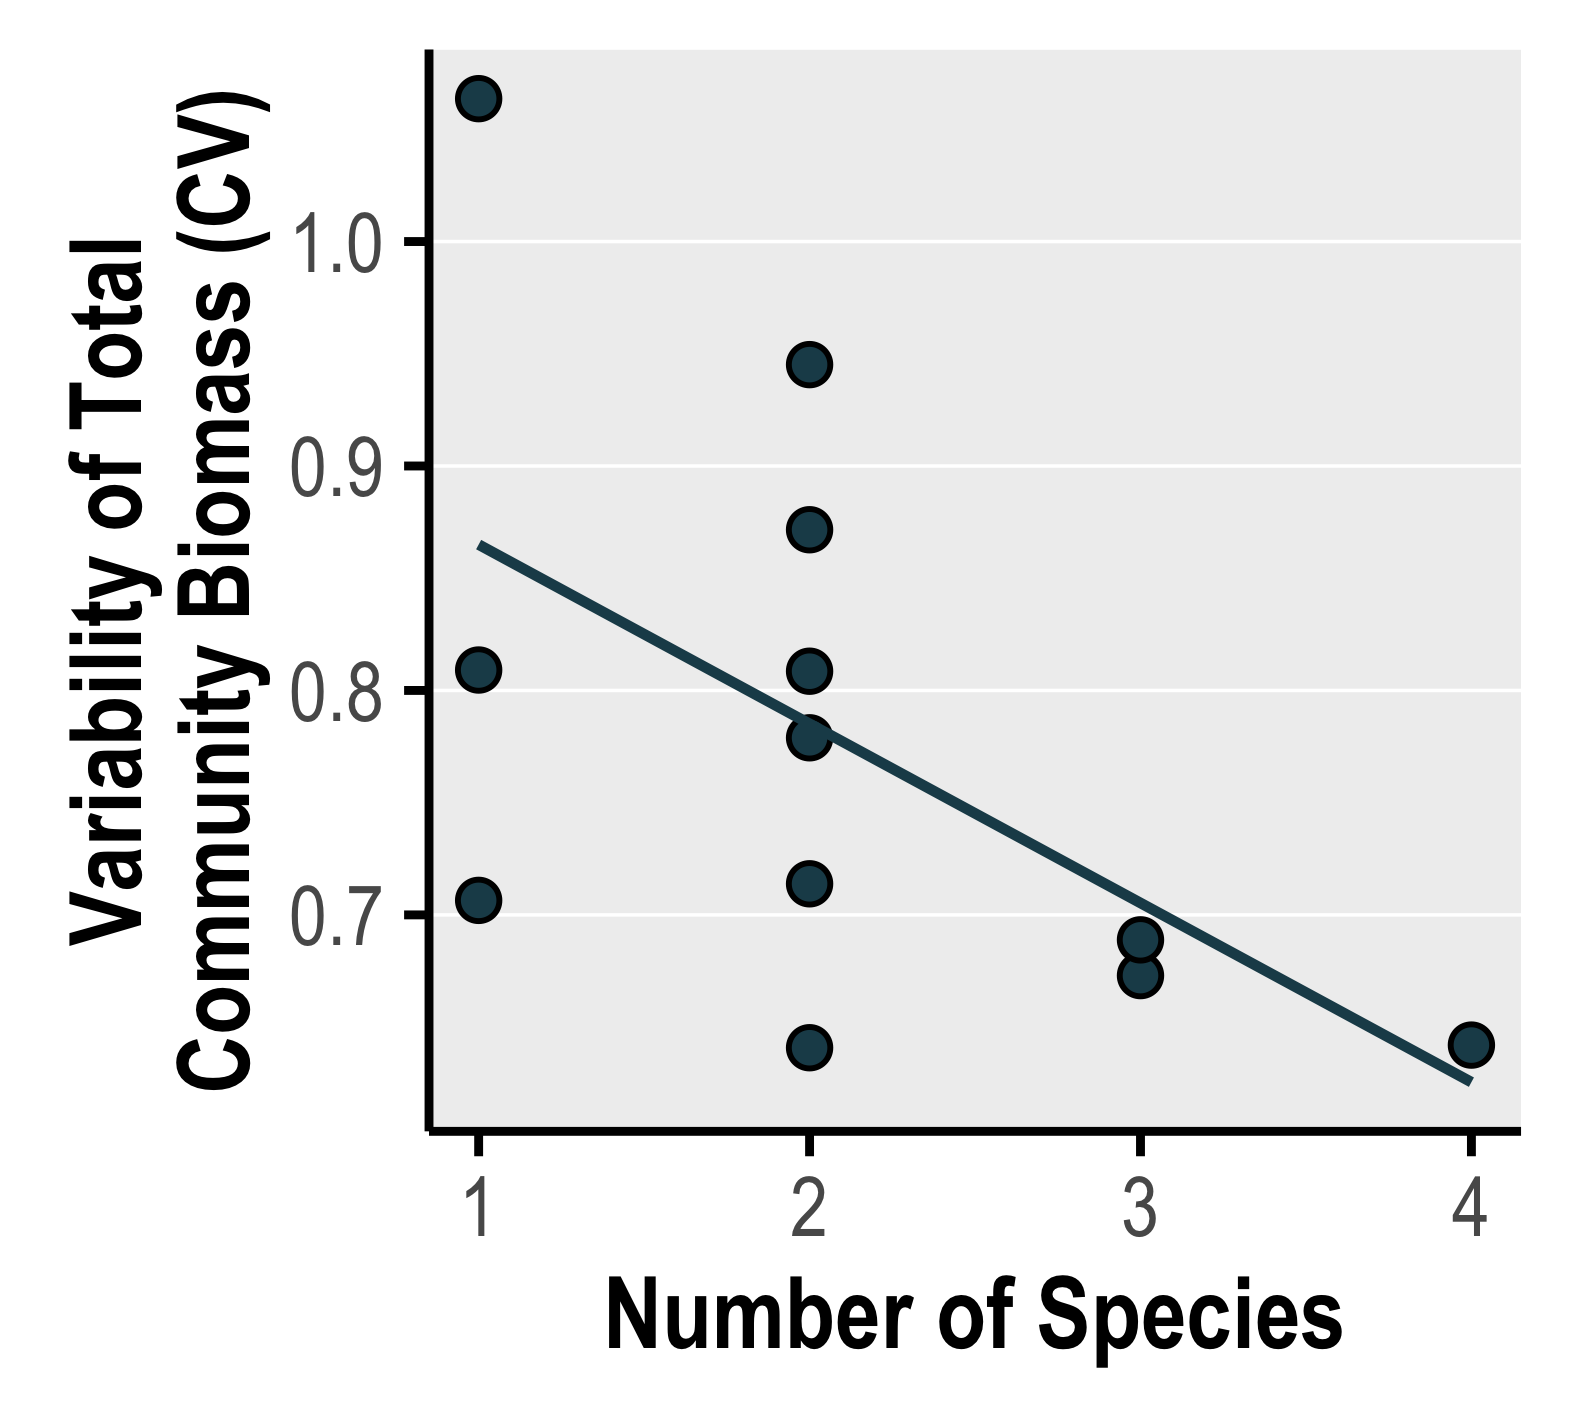 Variability of Total
Community Biomass (CV)
1.0
0.9
0.8
0.7
1 2 3 4
Number of Species